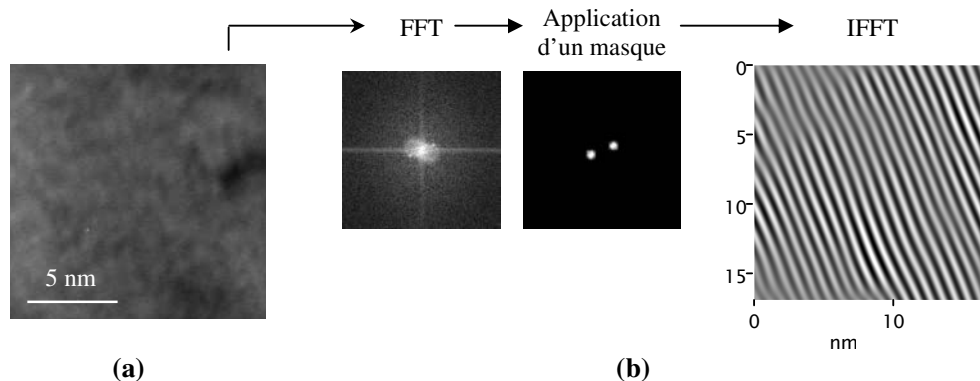 FFT
Application
d'un masque
IFFT
5 nm
0
5
10
15
0
10
nm
(a)
(b)